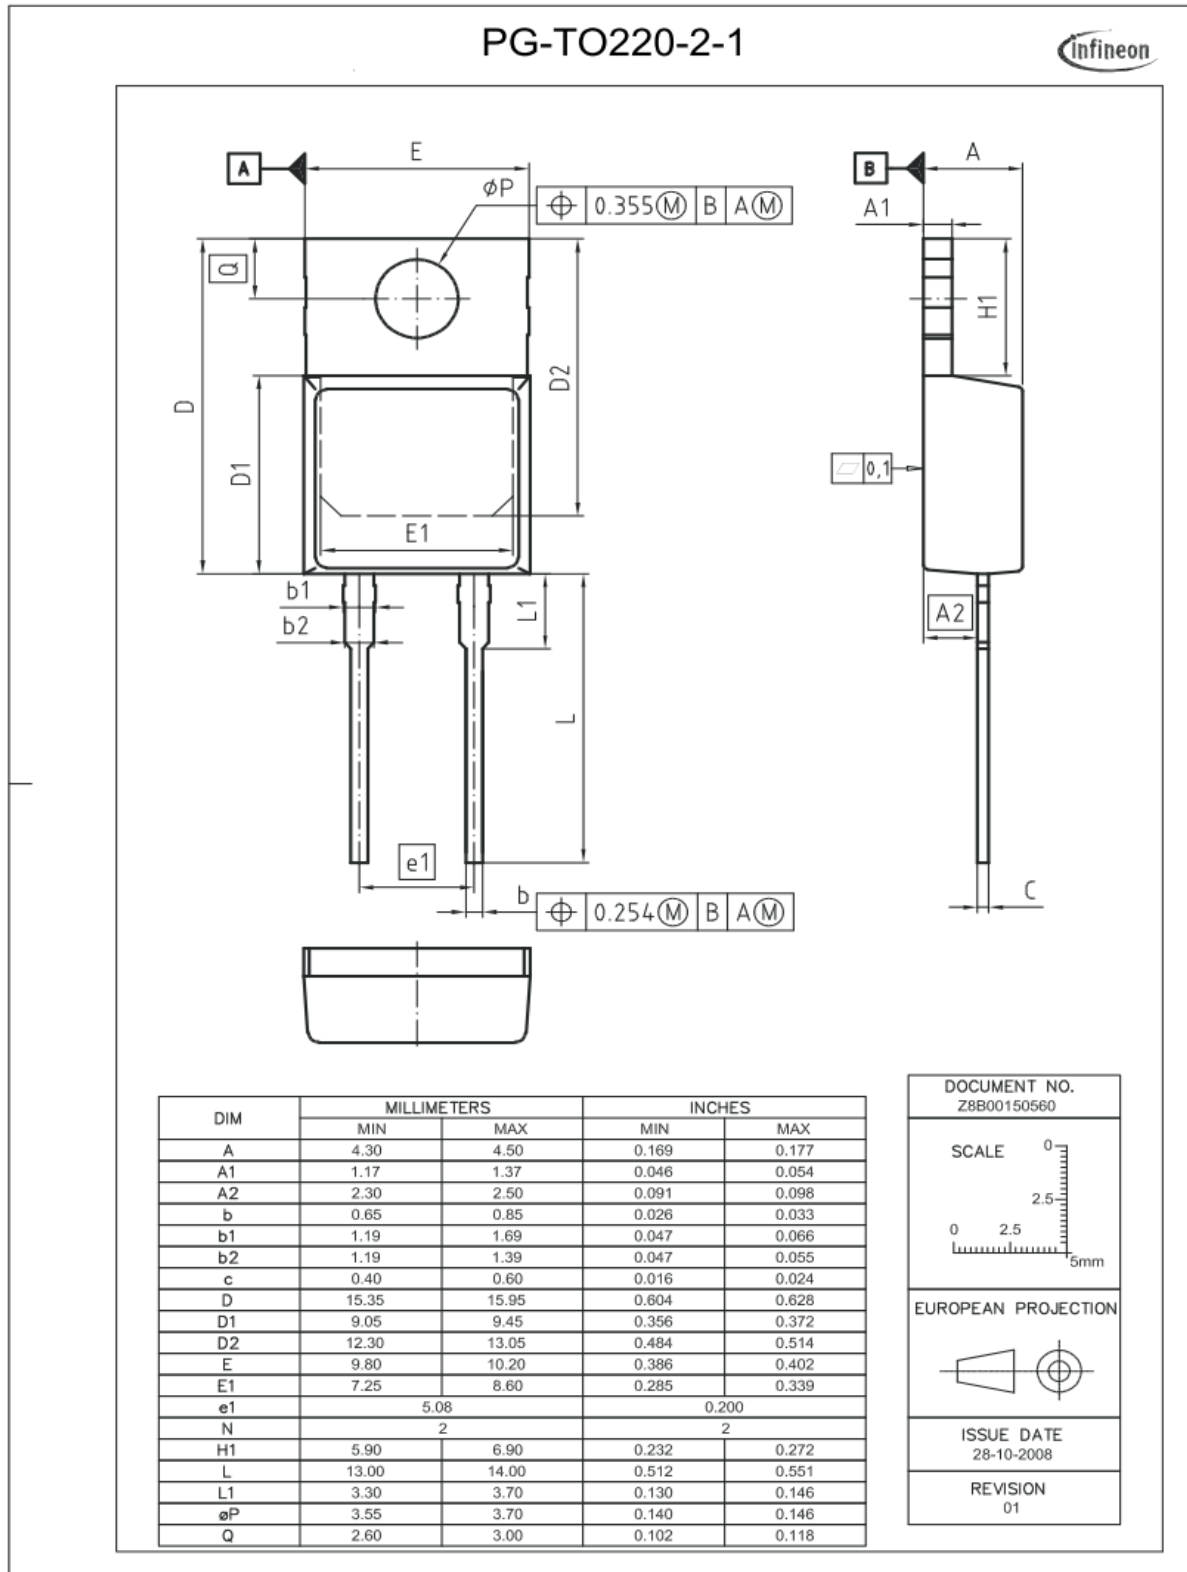 PG-TO220-2-1
infineon
A
E
B
A
øP
⌖ 0.355Ⓜ B AⓂ
A1
Q
H1
D2
D
D1
▱ 0,1
E1
b1
b2
L1
A2
L
e1
b
⌖ 0.254Ⓜ B AⓂ
C
DIM MILLIMETERS INCHES
MIN MAX MIN MAX
A 4.30 4.50 0.169 0.177
A1 1.17 1.37 0.046 0.054
A2 2.30 2.50 0.091 0.098
b 0.65 0.85 0.026 0.033
b1 1.19 1.69 0.047 0.066
b2 1.19 1.39 0.047 0.055
c 0.40 0.60 0.016 0.024
D 15.35 15.95 0.604 0.628
D1 9.05 9.45 0.356 0.372
D2 12.30 13.05 0.484 0.514
E 9.80 10.20 0.386 0.402
E1 7.25 8.60 0.285 0.339
e1 5.08 0.200
N 2 2
H1 5.90 6.90 0.232 0.272
L 13.00 14.00 0.512 0.551
L1 3.30 3.70 0.130 0.146
øP 3.55 3.70 0.140 0.146
Q 2.60 3.00 0.102 0.118
DOCUMENT NO.
Z8B00150560
SCALE 0
2.5
0 2.5
5mm
EUROPEAN PROJECTION
ISSUE DATE
28-10-2008
REVISION
01